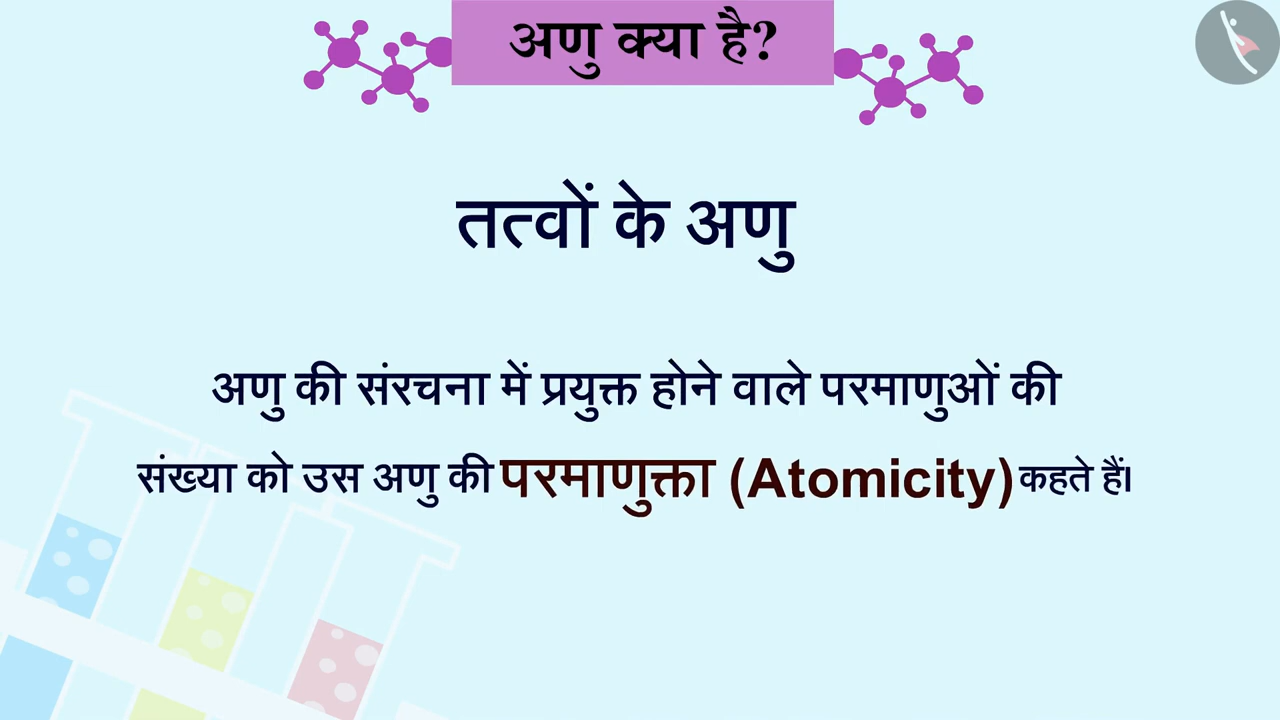 अणु क्या है?
तत्वों के अणु
अणु की संरचना में प्रयुक्त होने वाले परमाणुओं की
संख्या को उस अणु की परमाणुक्ता (Atomicity) कहते हैं।